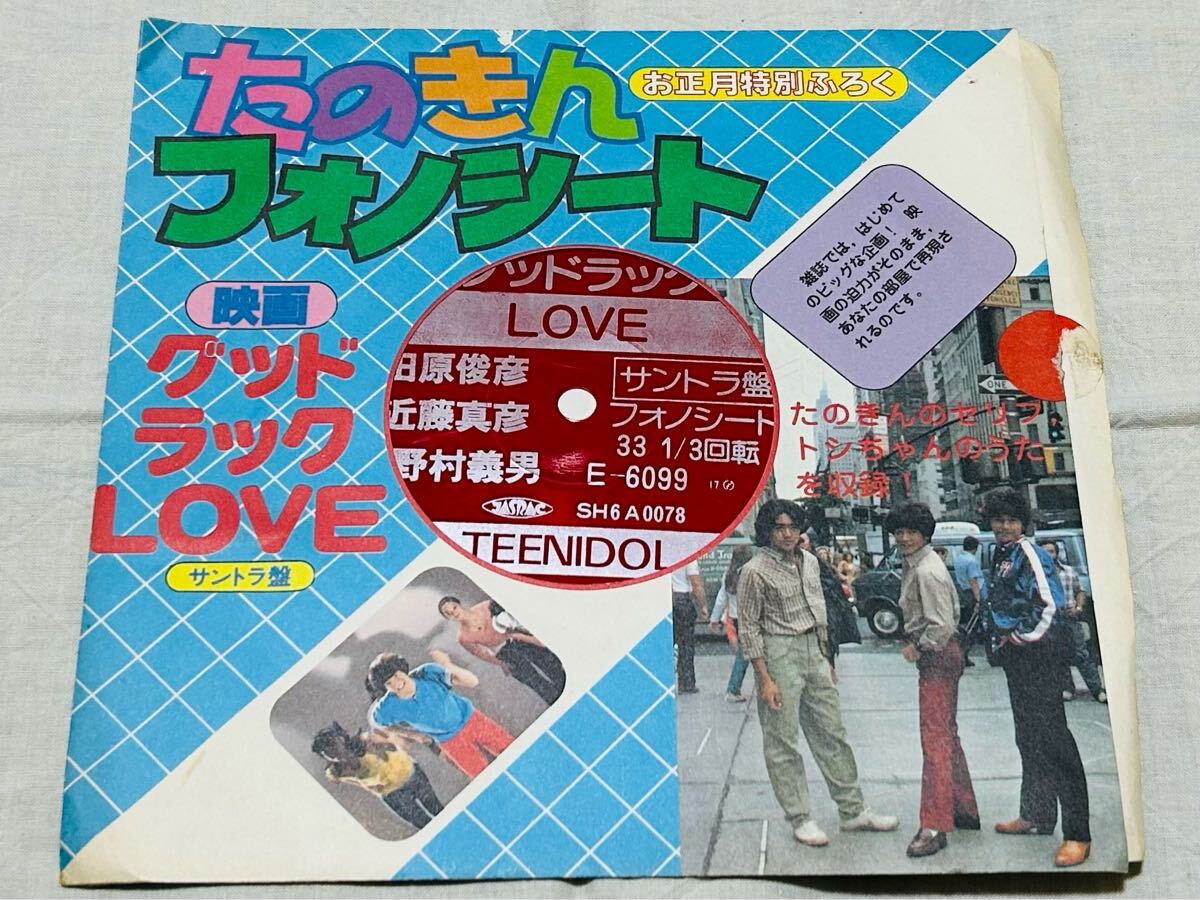 たのきん
お正月特別ふろく
フォノシート
雑誌では、はじめて
のビッグな企画! 映
画の迫力がそのまま、
あなたの部屋で再現さ
れるのです。
映画
グッド
ラック
LOVE
サントラ盤
グッドラック
LOVE
田原俊彦
近藤真彦
野村義男
サントラ盤
フォノシート
33 1/3回転
E-6099
JASRAC
SH6A0078
TEENIDOL
たのきんのセリフ、
トシちゃんのうた
を収録!
ONE